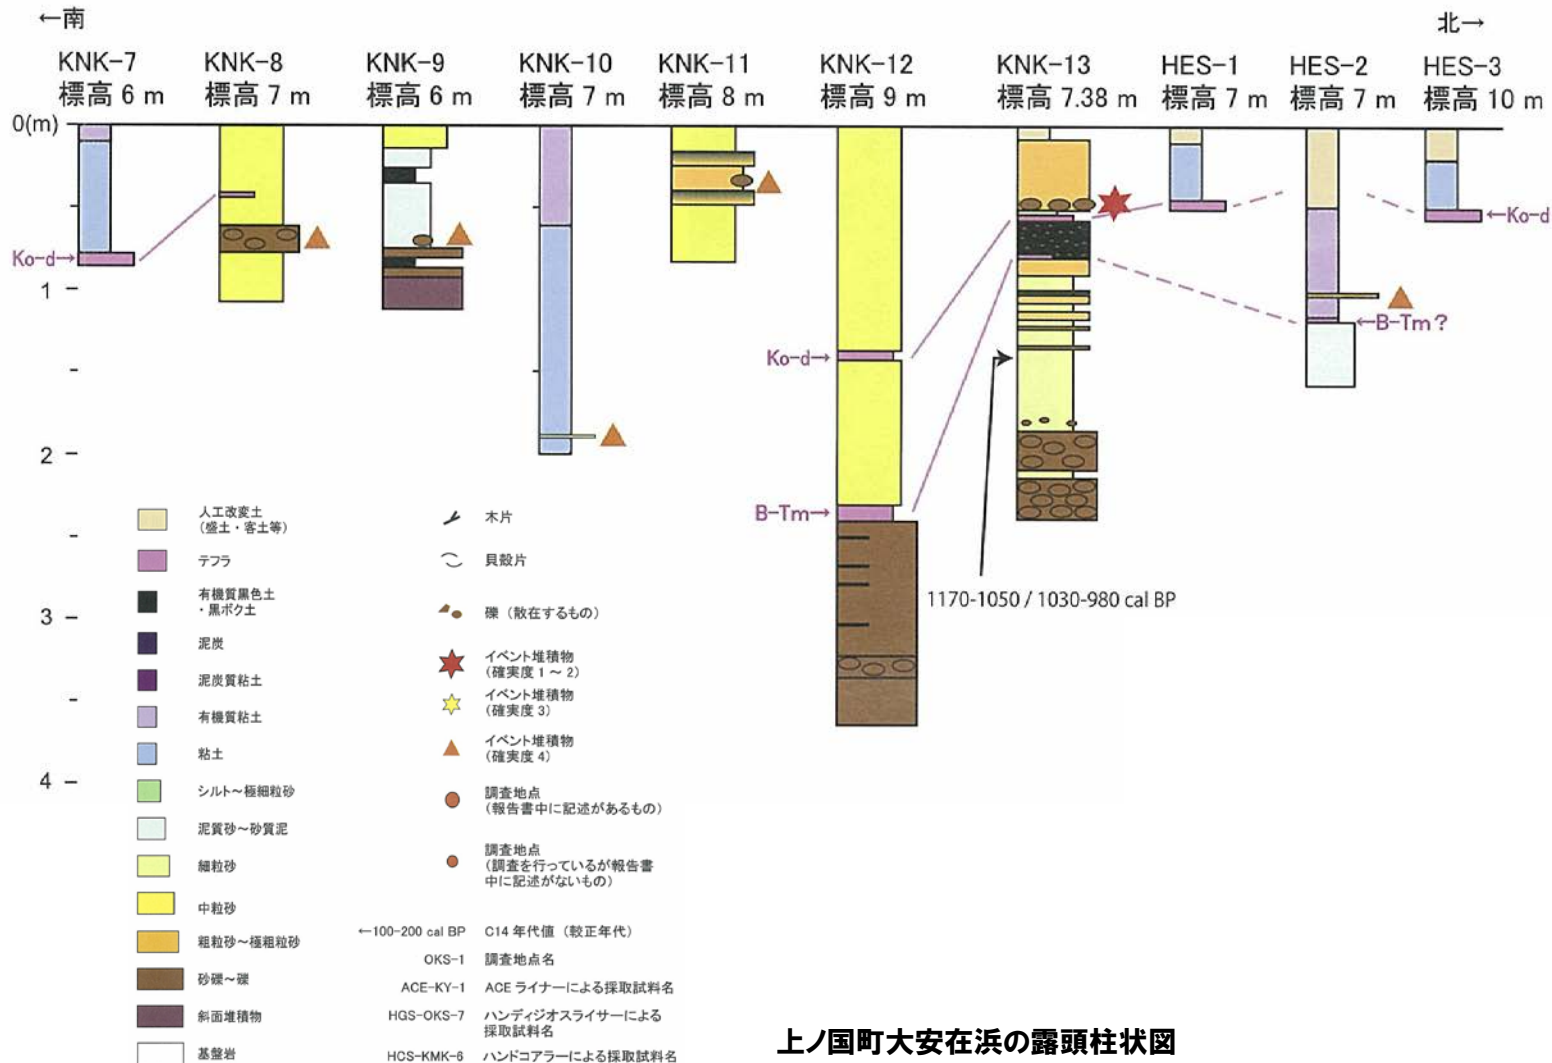 ←南
北→
KNK-7
標高 6 m
KNK-8
標高 7 m
KNK-9
標高 6 m
KNK-10
標高 7 m
KNK-11
標高 8 m
KNK-12
標高 9 m
KNK-13
標高 7.38 m
HES-1
標高 7 m
HES-2
標高 7 m
HES-3
標高 10 m
0(m)
1
2
3
4
Ko-d→
Ko-d→
B-Tm→
←Ko-d
←B-Tm?
1170-1050 / 1030-980 cal BP
人工改変土
(盛土・客土等)
テフラ
有機質黒色土
・黒ボク土
泥炭
泥炭質粘土
有機質粘土
粘土
シルト～極細粒砂
泥質砂～砂質泥
細粒砂
中粒砂
粗粒砂～極粗粒砂
砂礫～礫
斜面堆積物
基盤岩
木片
貝殻片
礫（散在するもの）
イベント堆積物
(確実度 1 ～ 2)
イベント堆積物
(確実度 3)
イベント堆積物
(確実度 4)
調査地点
(報告書中に記述があるもの)
調査地点
(調査を行っているが報告書
中に記述がないもの)
←100-200 cal BP C14 年代値（較正年代）
OKS-1 調査地点名
ACE-KY-1 ACE ライナーによる採取試料名
HGS-OKS-7 ハンディジオスライサーによる
採取試料名
HCS-KMK-6 ハンドコアラーによる採取試料名
上ノ国町大安在浜の露頭柱状図